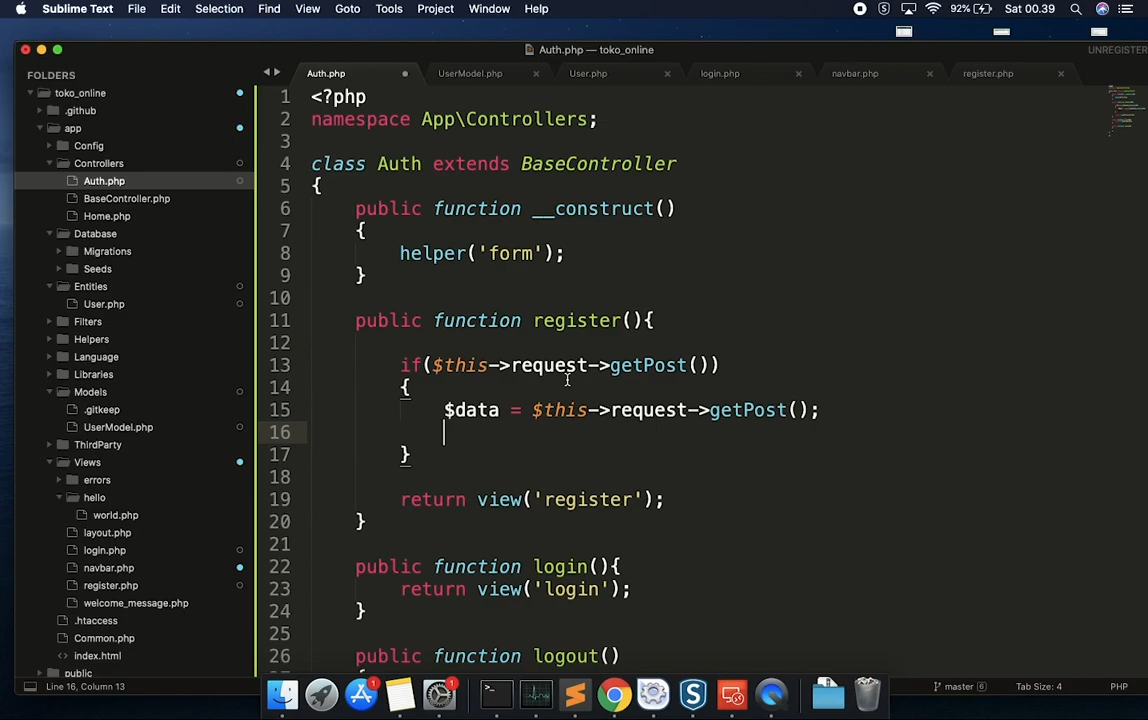 Sublime Text File Edit Selection Find View Goto Tools Project Window Help 92% Sat 00.39
Auth.php — toko_online
UNREGISTER
FOLDERS
Auth.php UserModel.php User.php login.php navbar.php register.php
toko_online
.github
app
Config
Controllers
Auth.php
BaseController.php
Home.php
Database
Migrations
Seeds
Entities
User.php
Filters
Helpers
Language
Libraries
Models
.gitkeep
UserModel.php
ThirdParty
Views
errors
hello
world.php
layout.php
login.php
navbar.php
register.php
welcome_message.php
.htaccess
Common.php
index.html
public
1 <?php
2 namespace App\Controllers;
3
4 class Auth extends BaseController
5 {
6 public function __construct()
7 {
8 helper('form');
9 }
10
11 public function register(){
12
13 if($this->request->getPost())
14 {
15 $data = $this->request->getPost();
16
17 }
18
19 return view('register');
20 }
21
22 public function login(){
23 return view('login');
24 }
25
26 public function logout()
Line 16, Column 13
master 6 Tab Size: 4 PHP